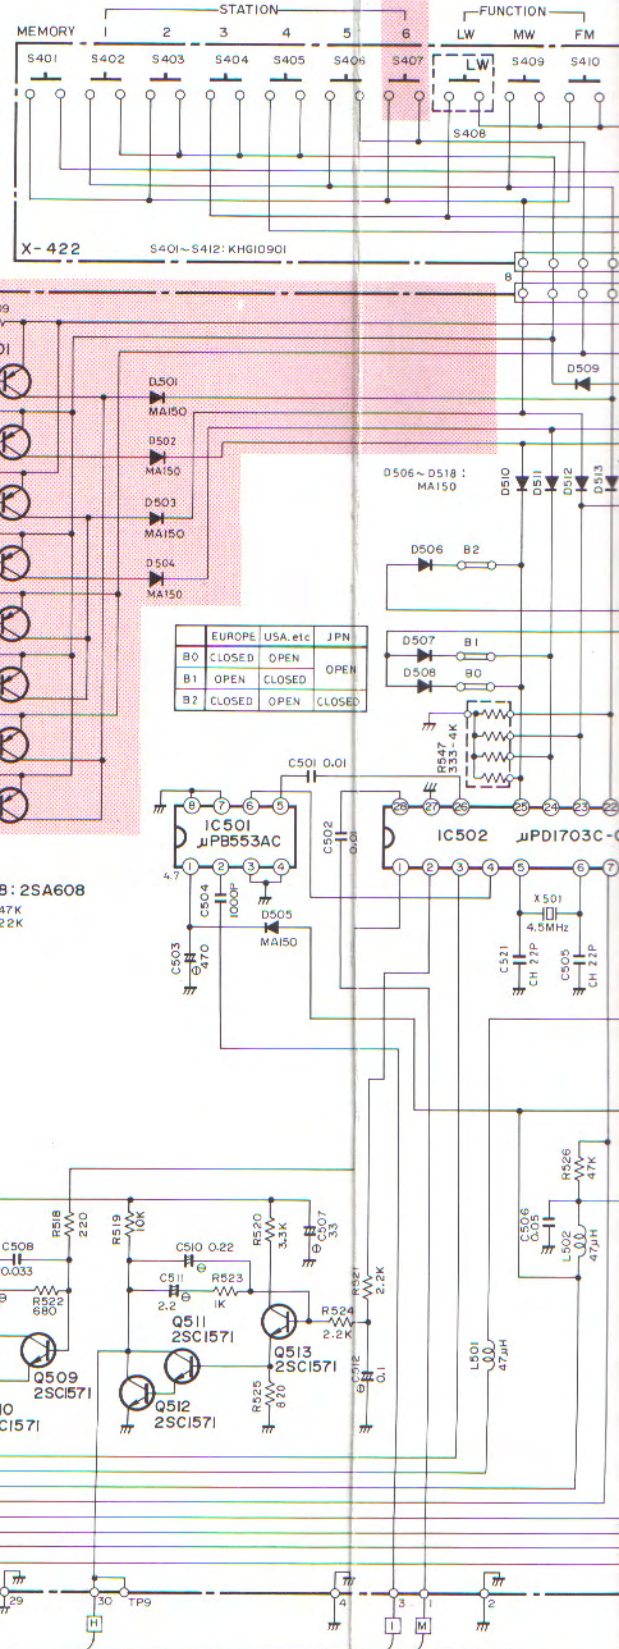 STATION
FUNCTION
MEMORY 1 2 3 4 5 6 LW MW FM
S401 S402 S403 S404 S405 S406 S407 LW S409 S410
S408
X-422
S401~S412: KHG10901
8
D509
D501
MA150
D502
MA150
D503
MA150
D504
MA150
D506~D518 :
MA150
D510 D511 D512 D513
D506 B2
D507 B1
D508 B0
EUROPE USA.etc JPN
B0 CLOSED OPEN OPEN
B1 OPEN CLOSED
B2 CLOSED OPEN CLOSED
R547
333-4K
C501 0.01
8 7 6 5
IC501
μPB553AC
1 2 3 4
4.7
C502
0.01
28 27 26 25 24 23 22
IC502 μPD1703C-
1 2 3 4 5 6 7
8: 2SA608
47K
22K
C504
1000P
D505
MA150
C503
470
X501
4.5MHz
C521
CH 22P
C505
CH 22P
R526
47K
C506
0.05
L502
47μH
R518
220
R519
10K
R520
3.3K
C507
33
C508
0.033
C510 0.22
C511
2.2
R523
1K
R521
2.2K
R522
680
R524
2.2K
Q511
2SC1571
Q513
2SC1571
C512
0.1
L501
47μH
Q509
2SC1571
Q512
2SC1571
R525
820
10
SC1571
29 30 TP9 4 3 1 2
H I M